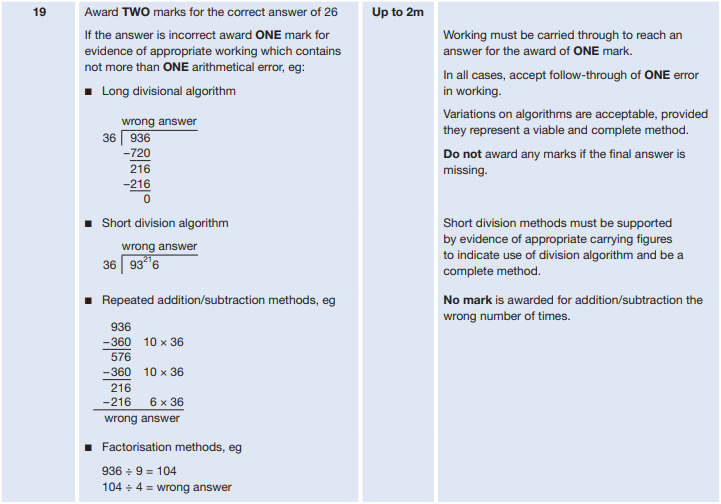 19
Award TWO marks for the correct answer of 26
If the answer is incorrect award ONE mark for
evidence of appropriate working which contains
not more than ONE arithmetical error, eg:
■ Long divisional algorithm
wrong answer
36 936
−720
216
−216
0
■ Short division algorithm
wrong answer
36 93²¹6
■ Repeated addition/subtraction methods, eg
936
−360 10 × 36
576
−360 10 × 36
216
−216 6 × 36
wrong answer
■ Factorisation methods, eg
936 ÷ 9 = 104
104 ÷ 4 = wrong answer
Up to 2m
Working must be carried through to reach an
answer for the award of ONE mark.
In all cases, accept follow-through of ONE error
in working.
Variations on algorithms are acceptable, provided
they represent a viable and complete method.
Do not award any marks if the final answer is
missing.
Short division methods must be supported
by evidence of appropriate carrying figures
to indicate use of division algorithm and be a
complete method.
No mark is awarded for addition/subtraction the
wrong number of times.